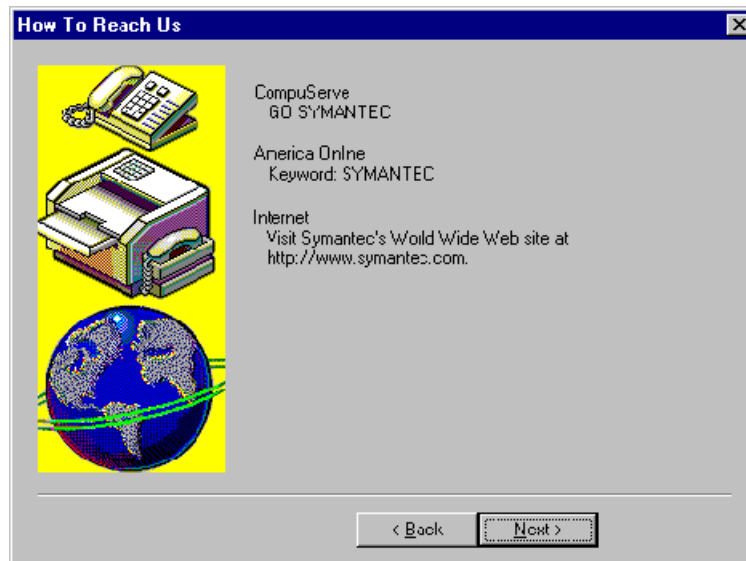 How To Reach Us
CompuServe
GO SYMANTEC
America Online
Keyword: SYMANTEC
Internet
Visit Symantec's World Wide Web site at
http://www.symantec.com.
< Back
Next >